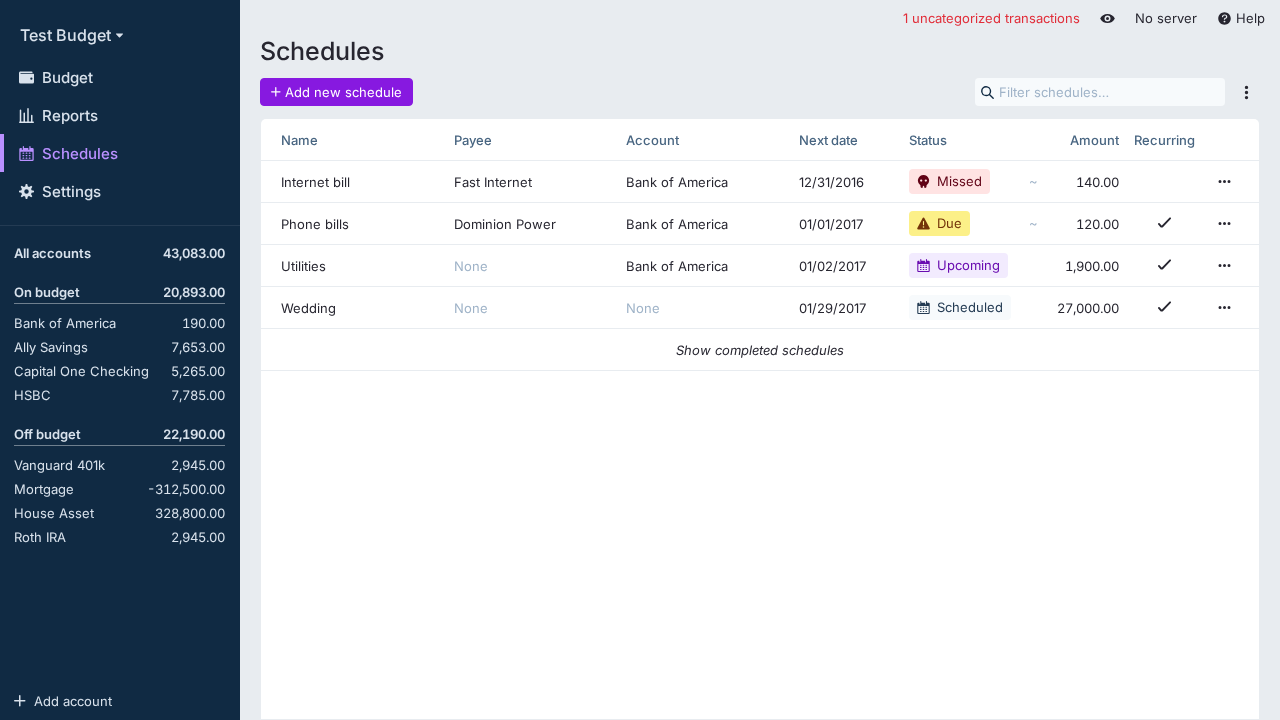 Test Budget
Budget
Reports
Schedules
Settings
All accounts 43,083.00
On budget 20,893.00
Bank of America 190.00
Ally Savings 7,653.00
Capital One Checking 5,265.00
HSBC 7,785.00
Off budget 22,190.00
Vanguard 401k 2,945.00
Mortgage -312,500.00
House Asset 328,800.00
Roth IRA 2,945.00
Add account
1 uncategorized transactions No server Help
Schedules
Add new schedule Filter schedules...
Name Payee Account Next date Status Amount Recurring
Internet bill Fast Internet Bank of America 12/31/2016 Missed ~ 140.00
Phone bills Dominion Power Bank of America 01/01/2017 Due ~ 120.00
Utilities None Bank of America 01/02/2017 Upcoming 1,900.00
Wedding None None 01/29/2017 Scheduled 27,000.00
Show completed schedules